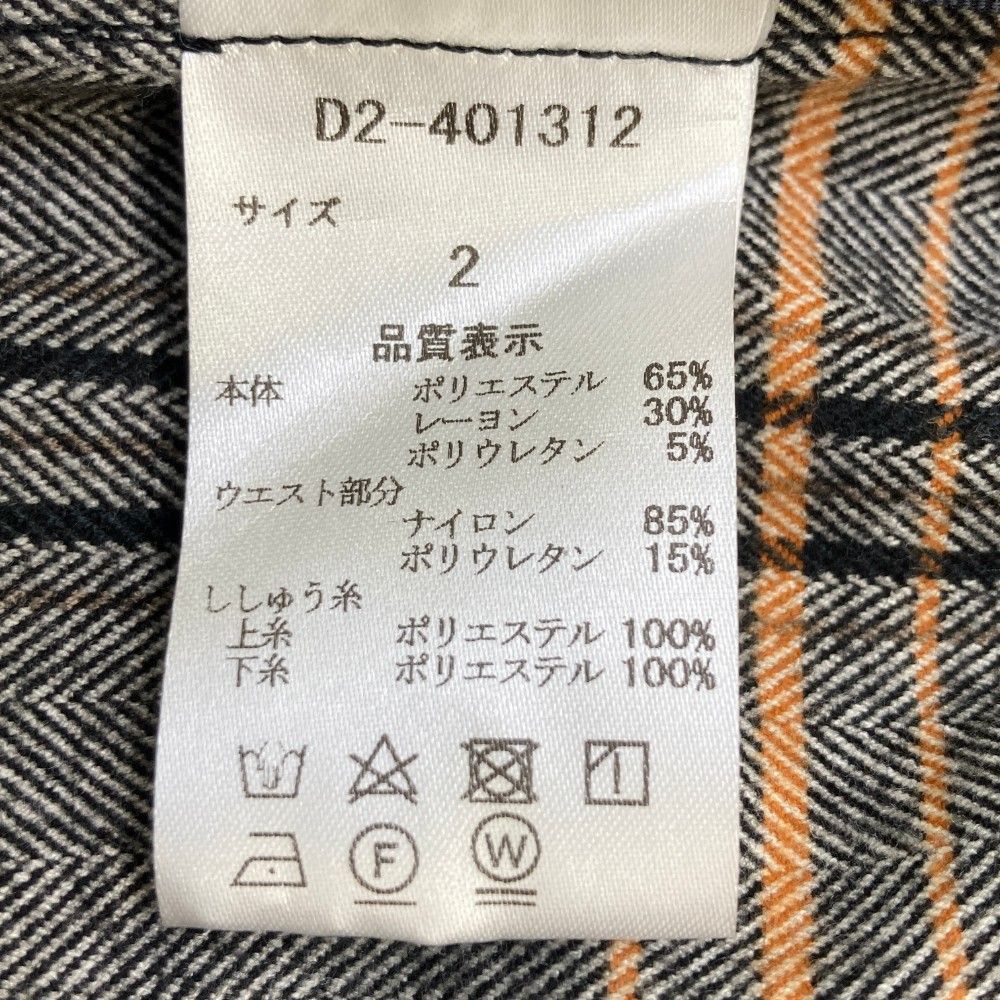 D2-401312
サイズ
2
品質表示
本体 ポリエステル 65%
レーヨン 30%
ポリウレタン 5%
ウエスト部分
ナイロン 85%
ポリウレタン 15%
ししゅう糸
上糸 ポリエステル 100%
下糸 ポリエステル 100%
F W